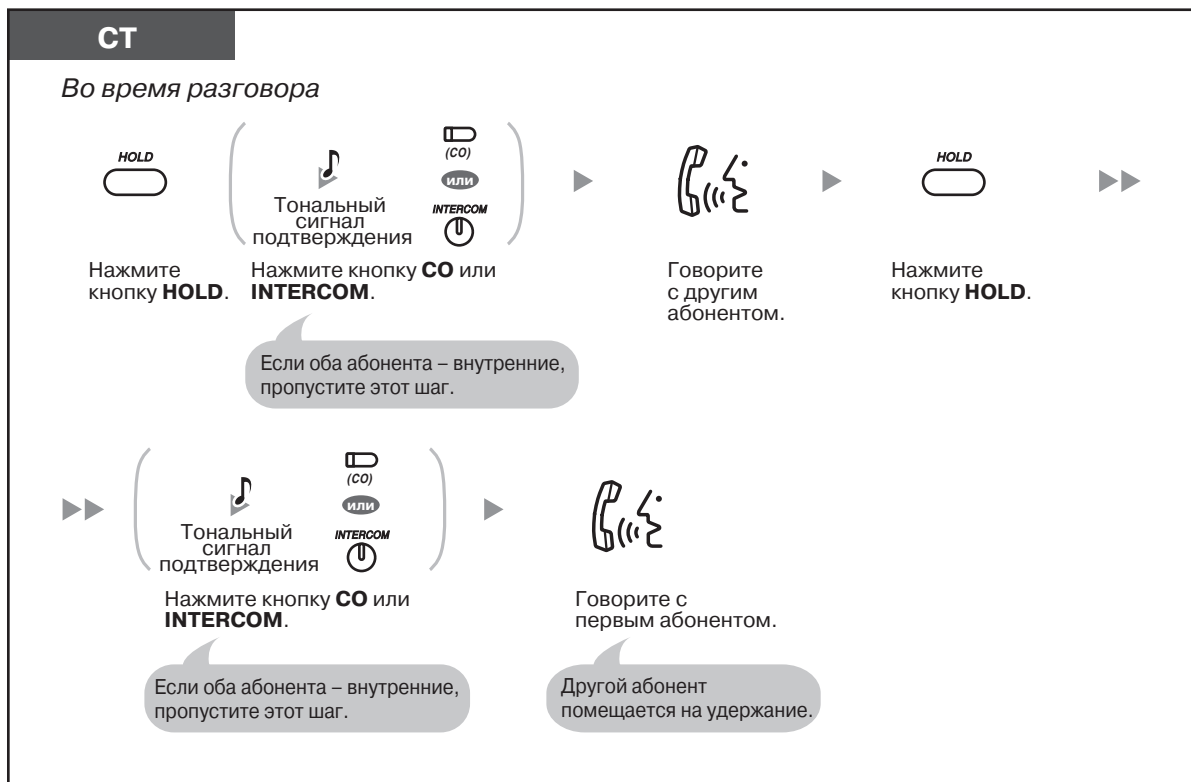 СТ
Во время разговора
HOLD
Тональный
сигнал
подтверждения
(CO)
или
INTERCOM
HOLD
Нажмите
кнопку HOLD.
Нажмите кнопку CO или
INTERCOM.
Говорите
с другим
абонентом.
Нажмите
кнопку HOLD.
Если оба абонента – внутренние,
пропустите этот шаг.
Тональный
сигнал
подтверждения
(CO)
или
INTERCOM
Нажмите кнопку CO или
INTERCOM.
Говорите с
первым абонентом.
Если оба абонента – внутренние,
пропустите этот шаг.
Другой абонент
помещается на удержание.